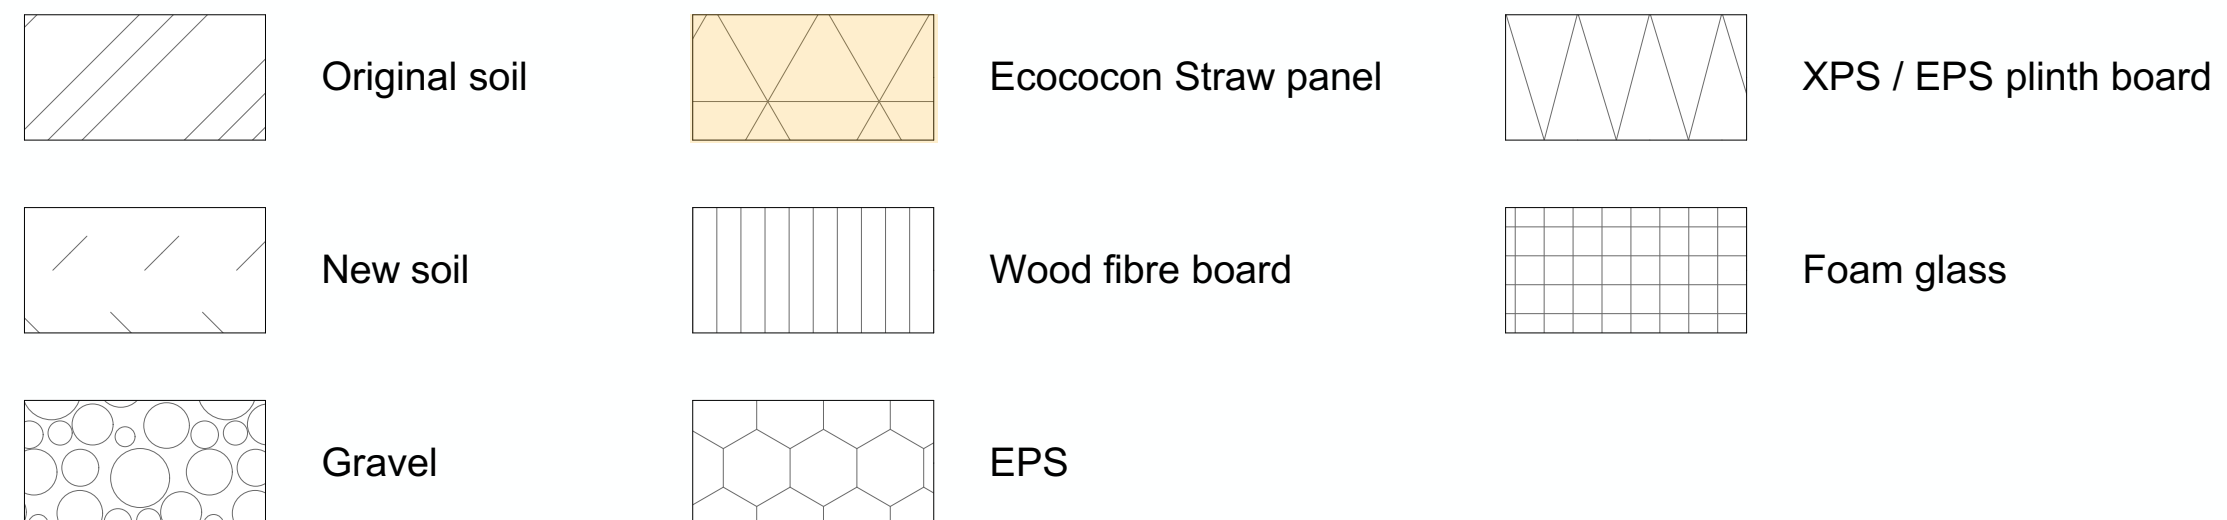 Original soil
Ecococon Straw panel
XPS / EPS plinth board
New soil
Wood fibre board
Foam glass
Gravel
EPS